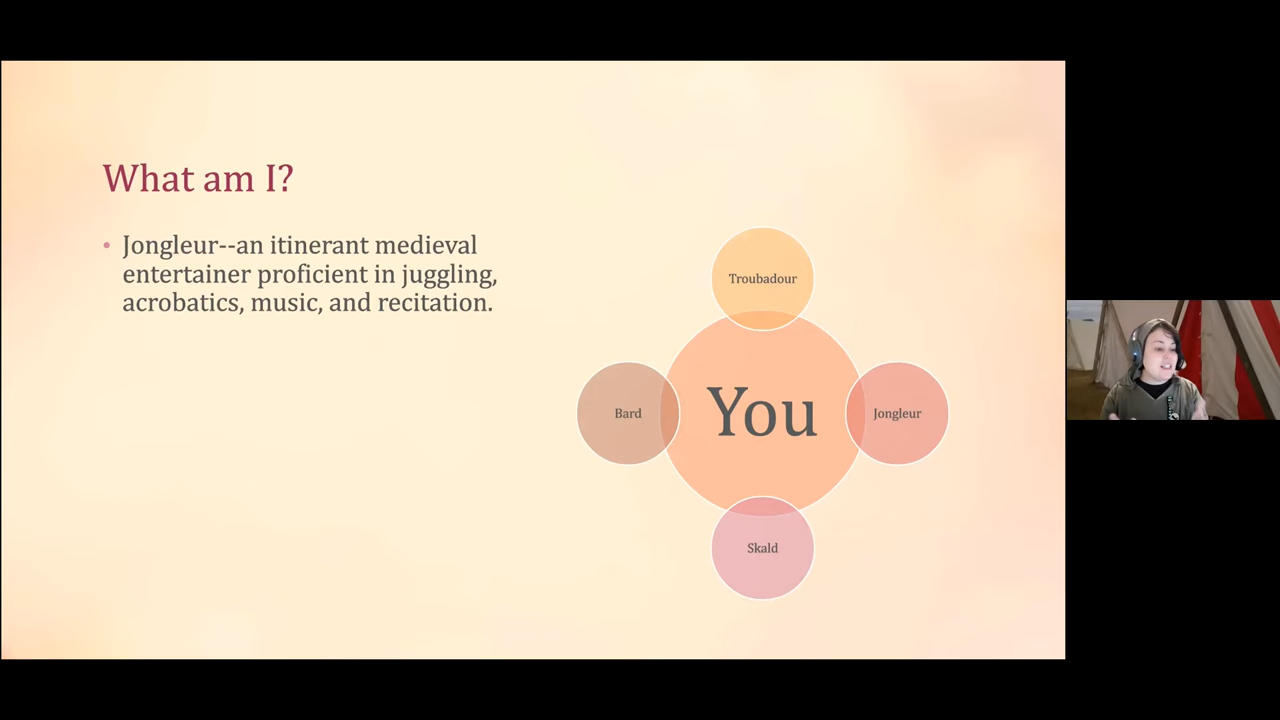 What am I?
• Jongleur--an itinerant medieval
entertainer proficient in juggling,
acrobatics, music, and recitation.
Troubadour
Bard
You
Jongleur
Skald